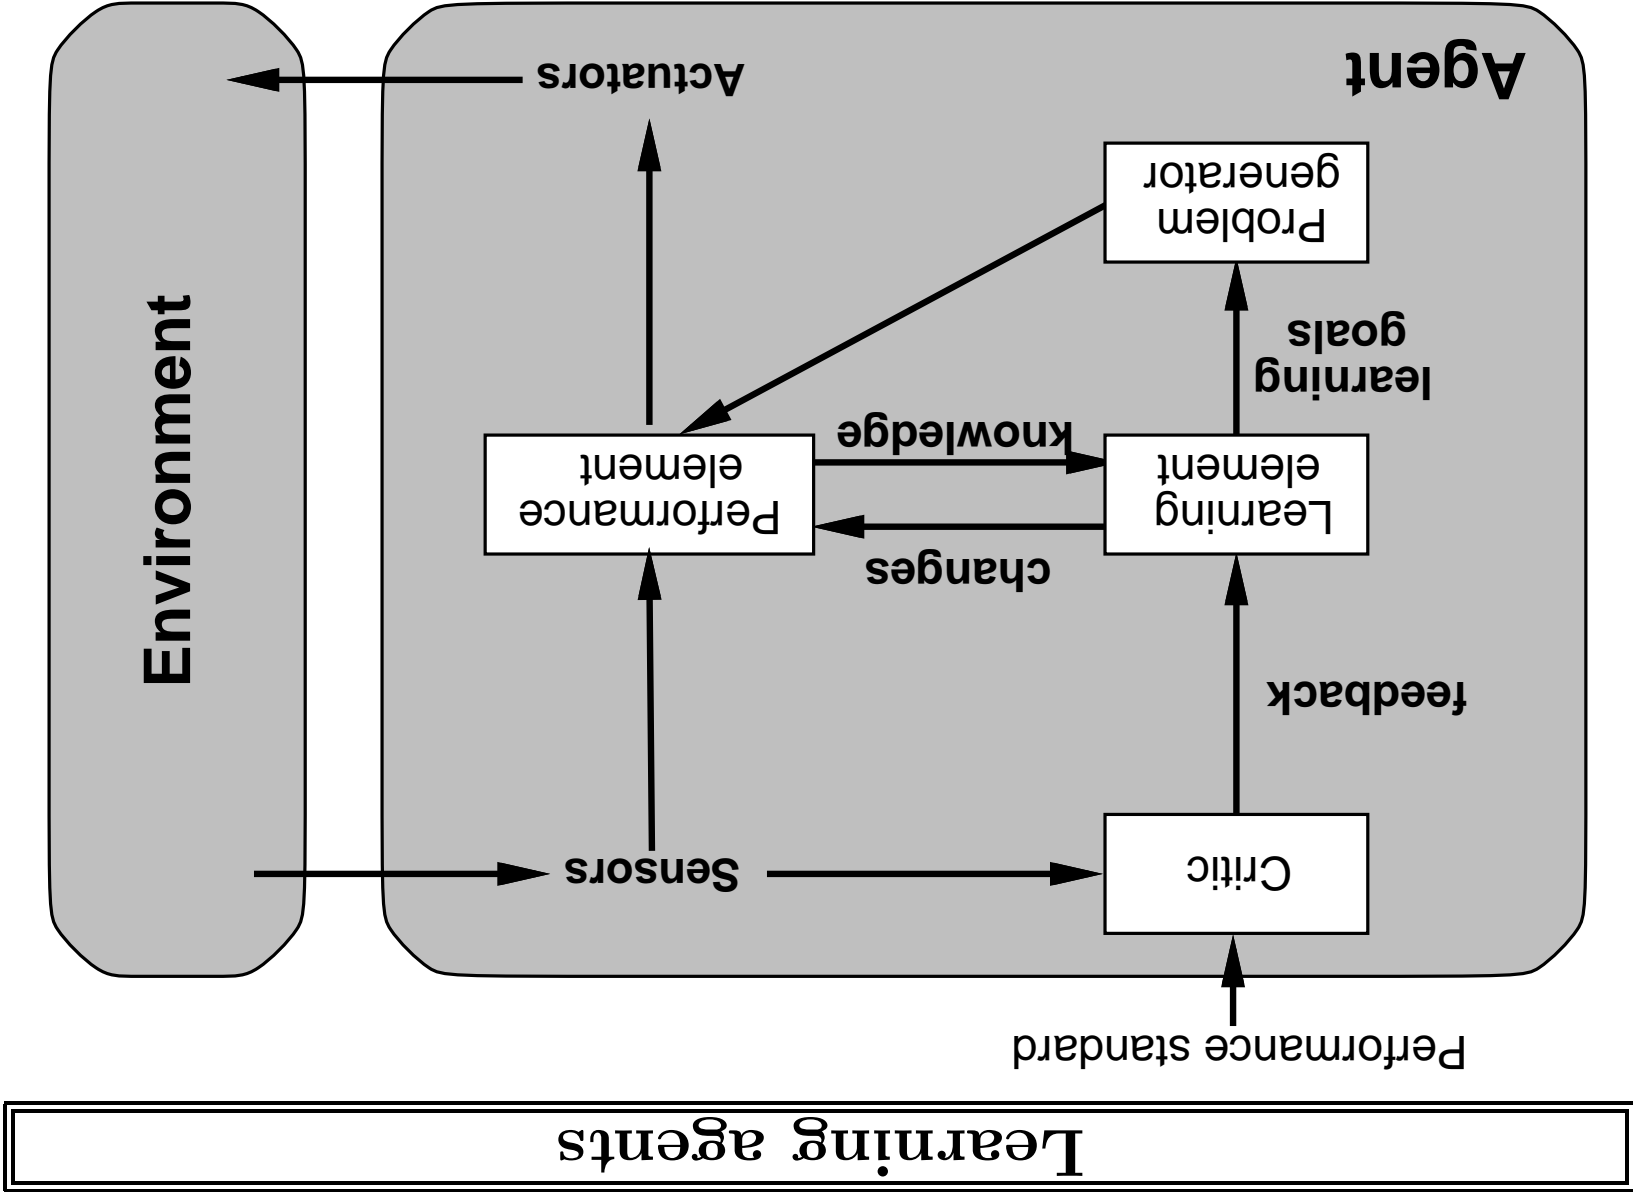 Learning agents
Performance standard
Critic
Sensors
feedback
changes
Learning
element
Performance
element
knowledge
learning
goals
Problem
generator
Agent
Actuators
Environment